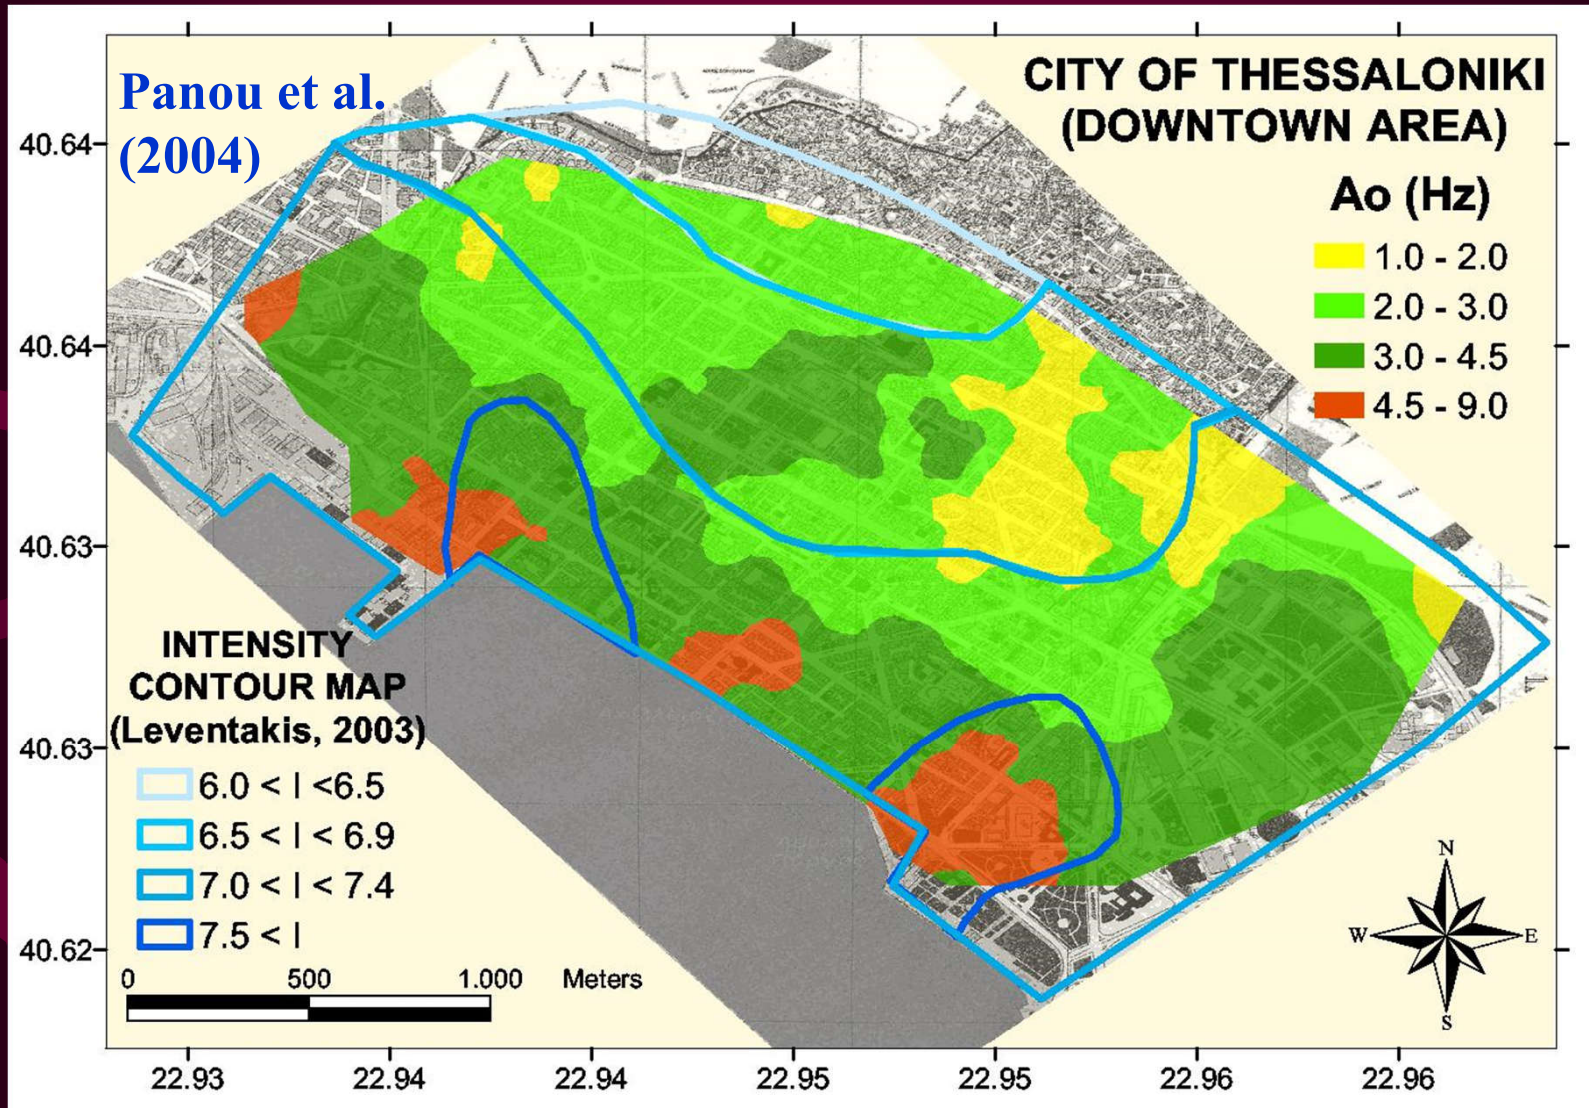 Panou et al.
(2004)
CITY OF THESSALONIKI
(DOWNTOWN AREA)
Ao (Hz)
1.0 - 2.0
2.0 - 3.0
3.0 - 4.5
4.5 - 9.0
40.64
40.64
40.63
40.63
40.62
INTENSITY
CONTOUR MAP
(Leventakis, 2003)
6.0 < I <6.5
6.5 < I < 6.9
7.0 < I < 7.4
7.5 < I
0 500 1.000 Meters
N
W E
S
22.93 22.94 22.94 22.95 22.95 22.96 22.96